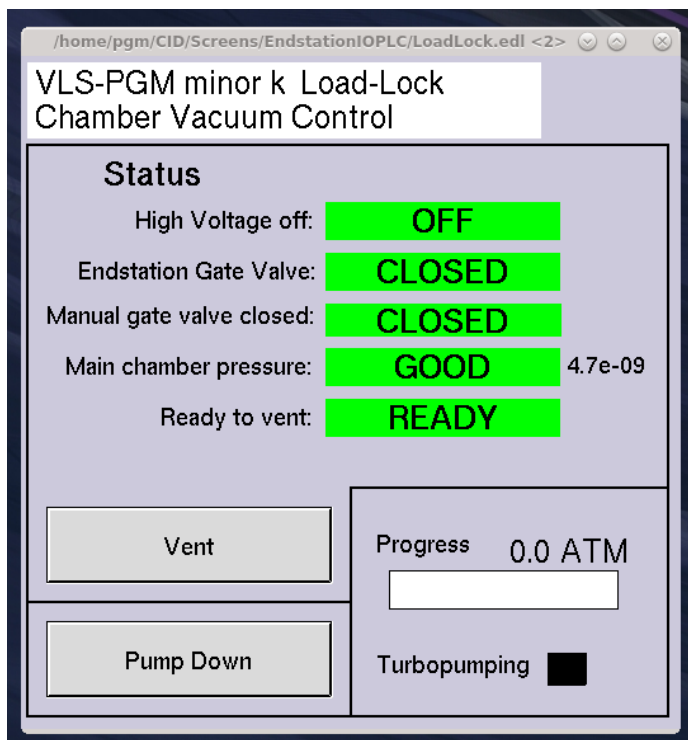 /home/pgm/CID/Screens/EndstationIOPLC/LoadLock.edl <2>
VLS-PGM minor k Load-Lock
Chamber Vacuum Control
Status
High Voltage off: OFF
Endstation Gate Valve: CLOSED
Manual gate valve closed: CLOSED
Main chamber pressure: GOOD 4.7e-09
Ready to vent: READY
Vent
Progress 0.0 ATM
Pump Down
Turbopumping